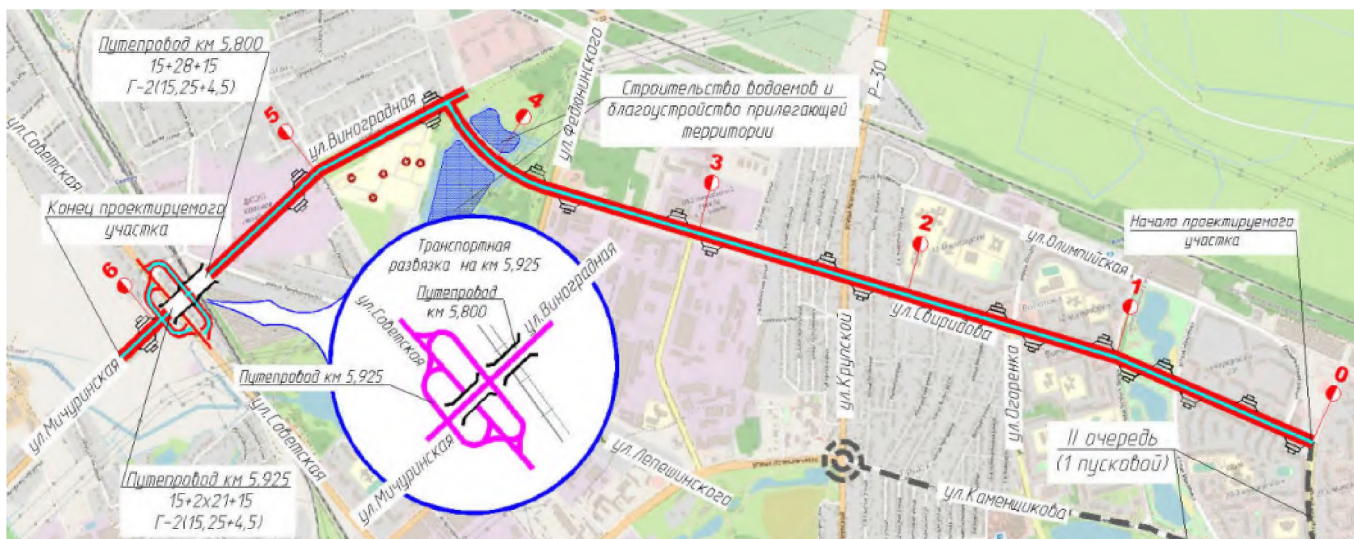 Путепровод км 5,800
15+28+15
Г-2(15,25+4,5)
ул.Советская
5
ул.Виноградная
4
ул.Федюнинского
Строительство водоемов и
благоустройство прилегающей
территории
Р-30
3
Конец проектируемого
участка
6
2
ул.Олимпийская
Начало проектируемого
участка
1
0
ул.Свиридова
Транспортная
развязка на км 5,925
Путепровод
км 5,800
ул.Виноградная
ул.Советская
Путепровод км 5,925
ул.Мичуринская
ул.Мичуринская
ул.Советская
Путепровод км 5,925
15+2х21+15
Г-2(15,25+4,5)
ул.Лепешинского
ул.Крупской
ул.Огоренка
ул.Каменщикова
II очередь
(1 пусковой)